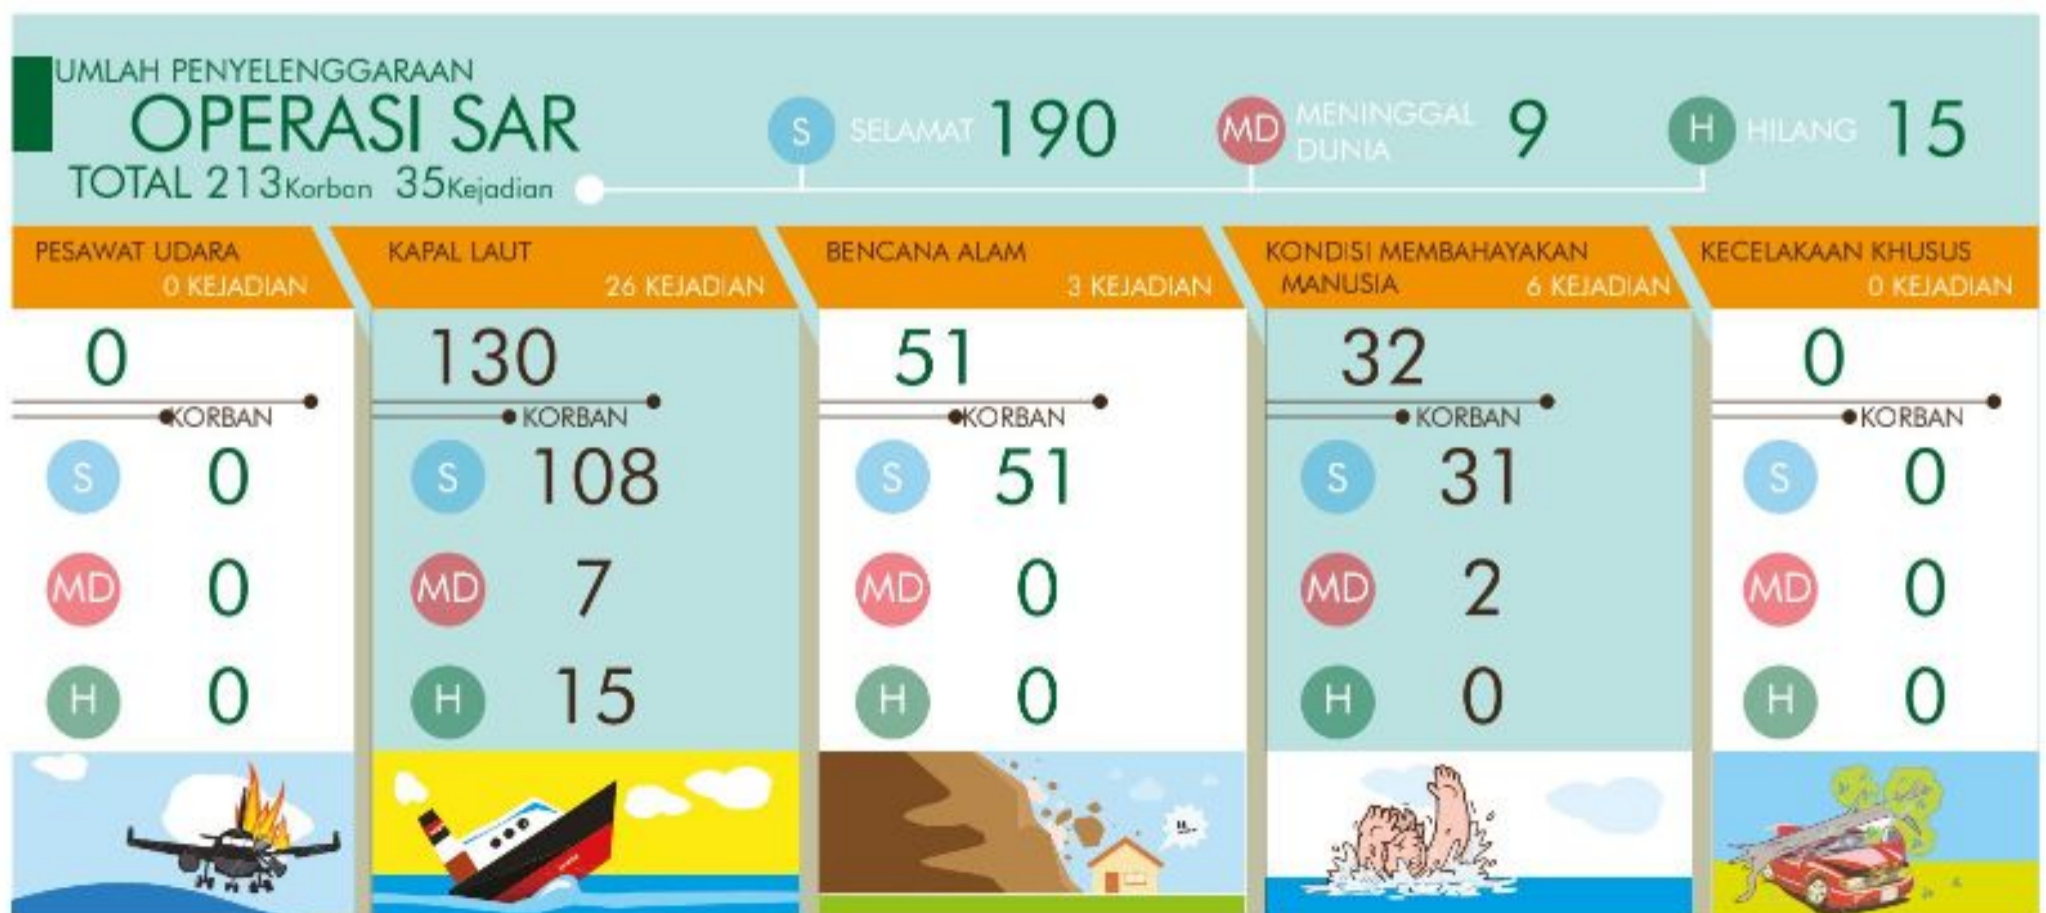 UMLAH PENYELENGGARAAN
OPERASI SAR
TOTAL 213Korban 35Kejadian
S SELAMAT 190
MD MENINGGAL DUNIA 9
H HILANG 15
PESAWAT UDARA
0 KEJADIAN
0
KORBAN
S 0
MD 0
H 0
KAPAL LAUT
26 KEJADIAN
130
KORBAN
S 108
MD 7
H 15
BENCANA ALAM
3 KEJADIAN
51
KORBAN
S 51
MD 0
H 0
KONDISI MEMBAHAYAKAN
MANUSIA 6 KEJADIAN
32
KORBAN
S 31
MD 2
H 0
KECELAKAAN KHUSUS
0 KEJADIAN
0
KORBAN
S 0
MD 0
H 0